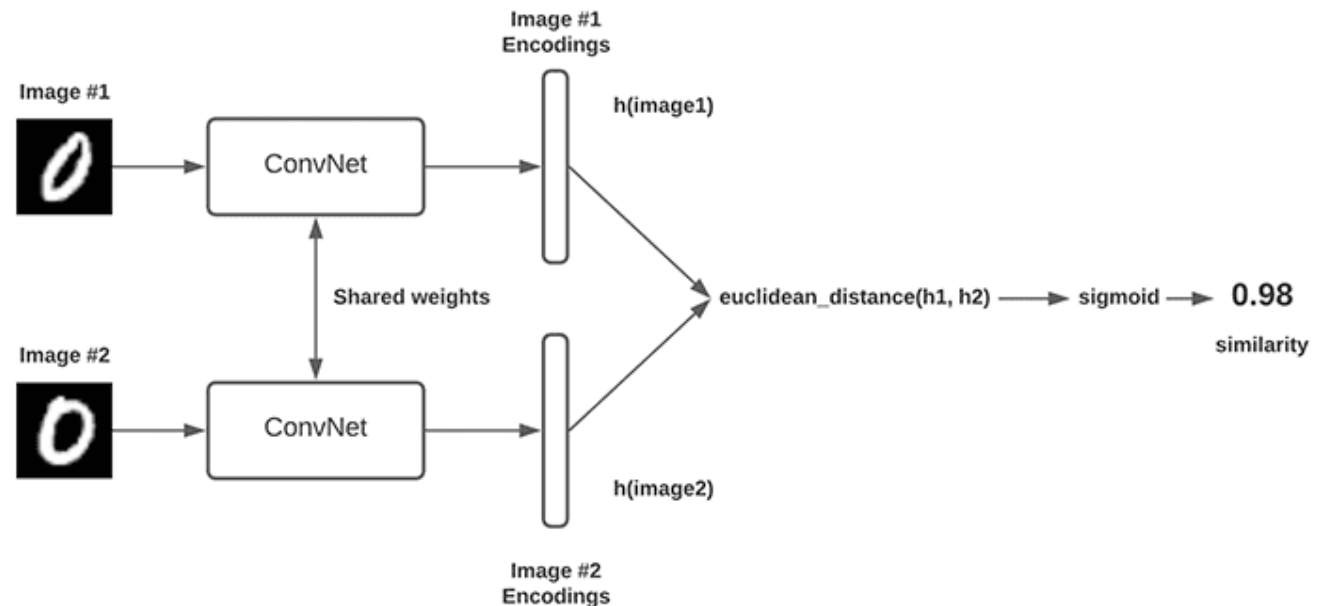 Image #1
Encodings
Image #1
h(image1)
ConvNet
Shared weights
euclidean_distance(h1, h2)
sigmoid
0.98
similarity
Image #2
ConvNet
h(image2)
Image #2
Encodings